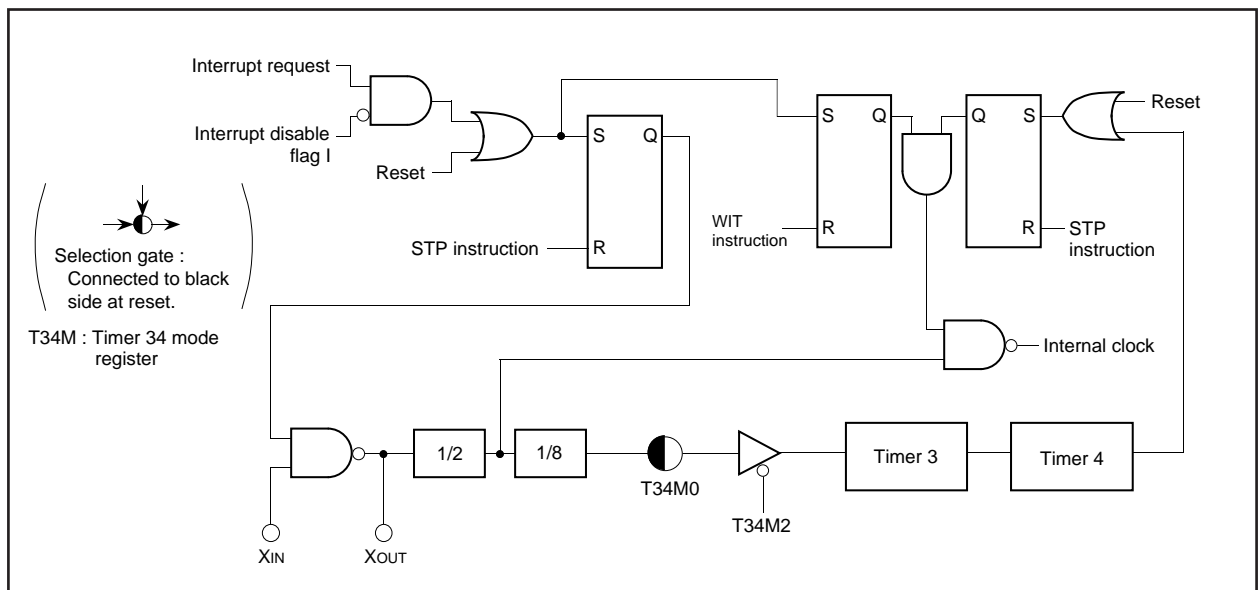 Interrupt request
Interrupt disable
flag I
Reset
S
Q
R
STP instruction
S
Q
R
WIT
instruction
Q
S
R
Reset
STP
instruction
Selection gate :
Connected to black
side at reset.
T34M : Timer 34 mode
register
Internal clock
1/2
1/8
T34M0
T34M2
Timer 3
Timer 4
XIN
XOUT